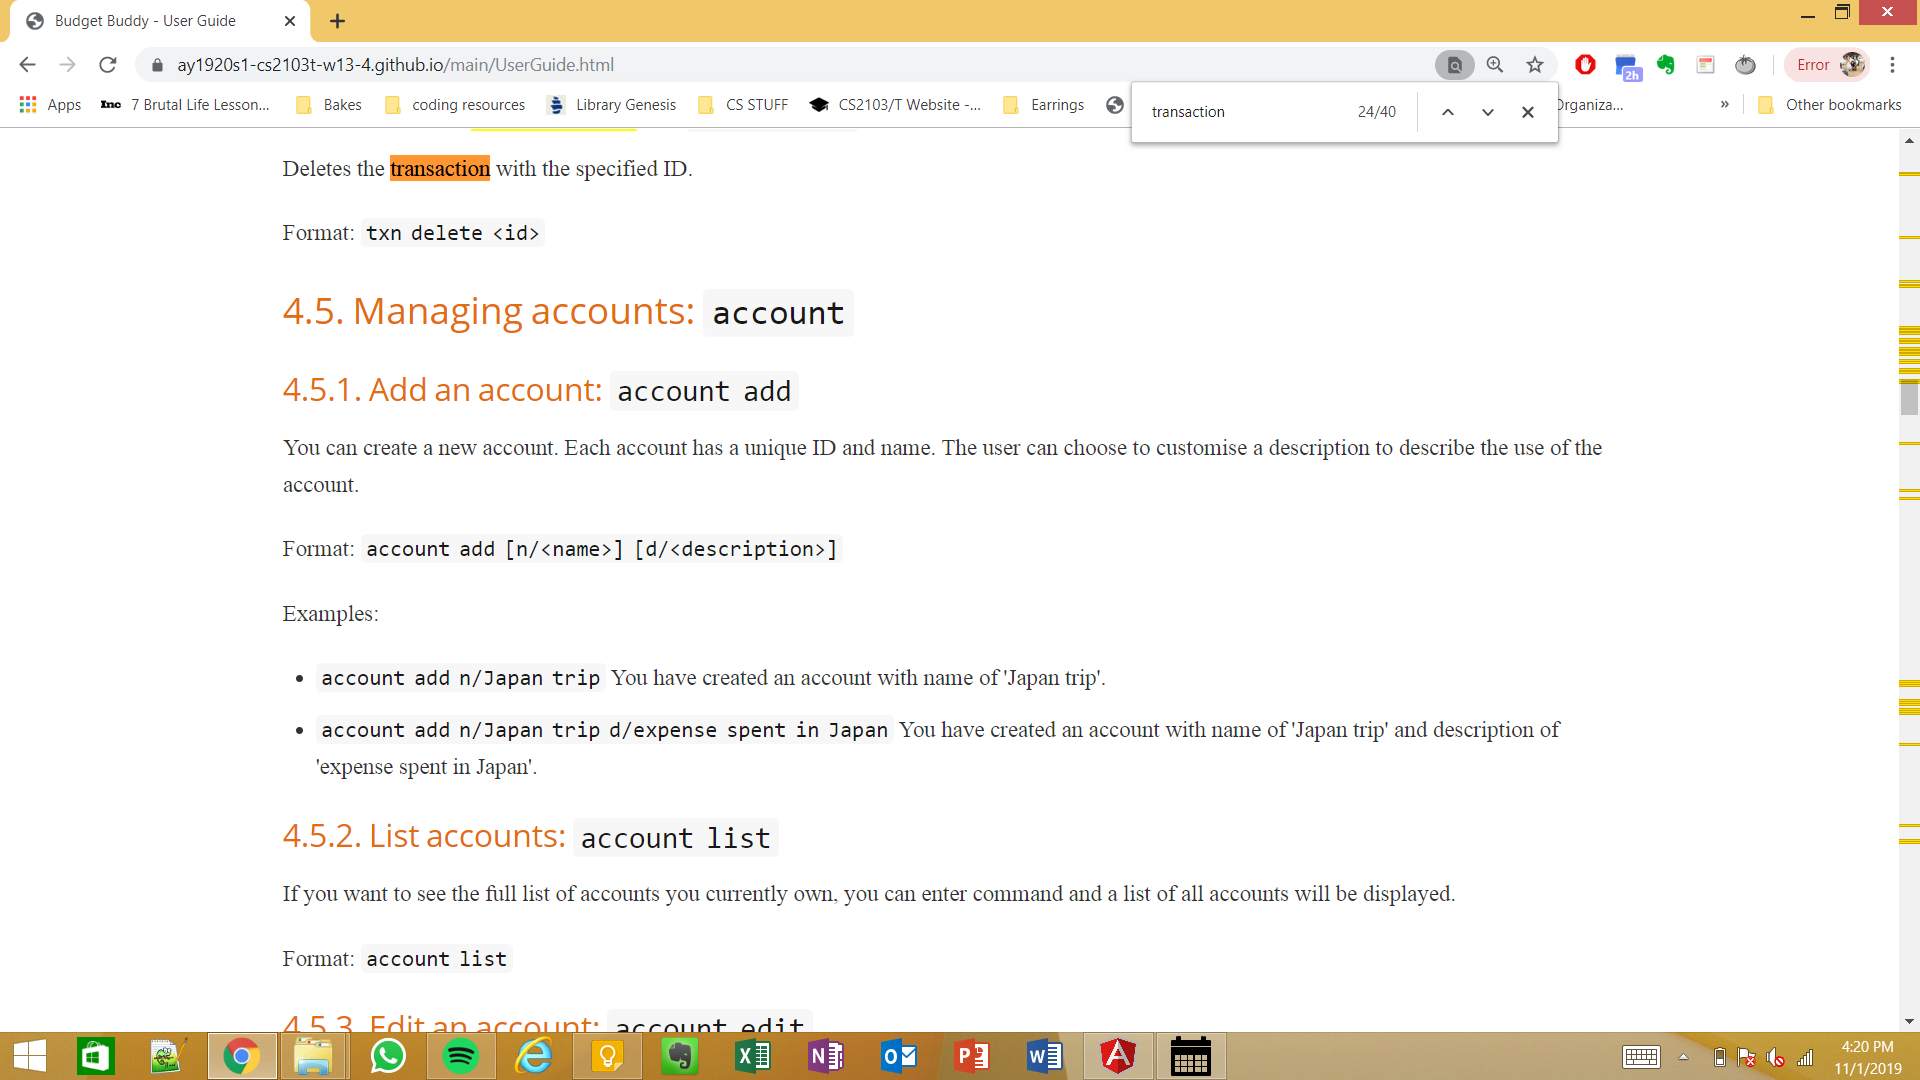 Budget Buddy - User Guide
ay1920s1-cs2103t-w13-4.github.io/main/UserGuide.html
2h
Error
Apps
Inc 7 Brutal Life Lesson...
Bakes
coding resources
Library Genesis
CS STUFF
CS2103/T Website -...
Earrings
Organiza...
»
Other bookmarks
transaction
24/40
Deletes the transaction with the specified ID.
Format: txn delete <id>
4.5. Managing accounts: account
4.5.1. Add an account: account add
You can create a new account. Each account has a unique ID and name. The user can choose to customise a description to describe the use of the
account.
Format: account add [n/<name>] [d/<description>]
Examples:
• account add n/Japan trip You have created an account with name of 'Japan trip'.
• account add n/Japan trip d/expense spent in Japan You have created an account with name of 'Japan trip' and description of
'expense spent in Japan'.
4.5.2. List accounts: account list
If you want to see the full list of accounts you currently own, you can enter command and a list of all accounts will be displayed.
Format: account list
4.5.3. Edit an account: account edit
4:20 PM
11/1/2019